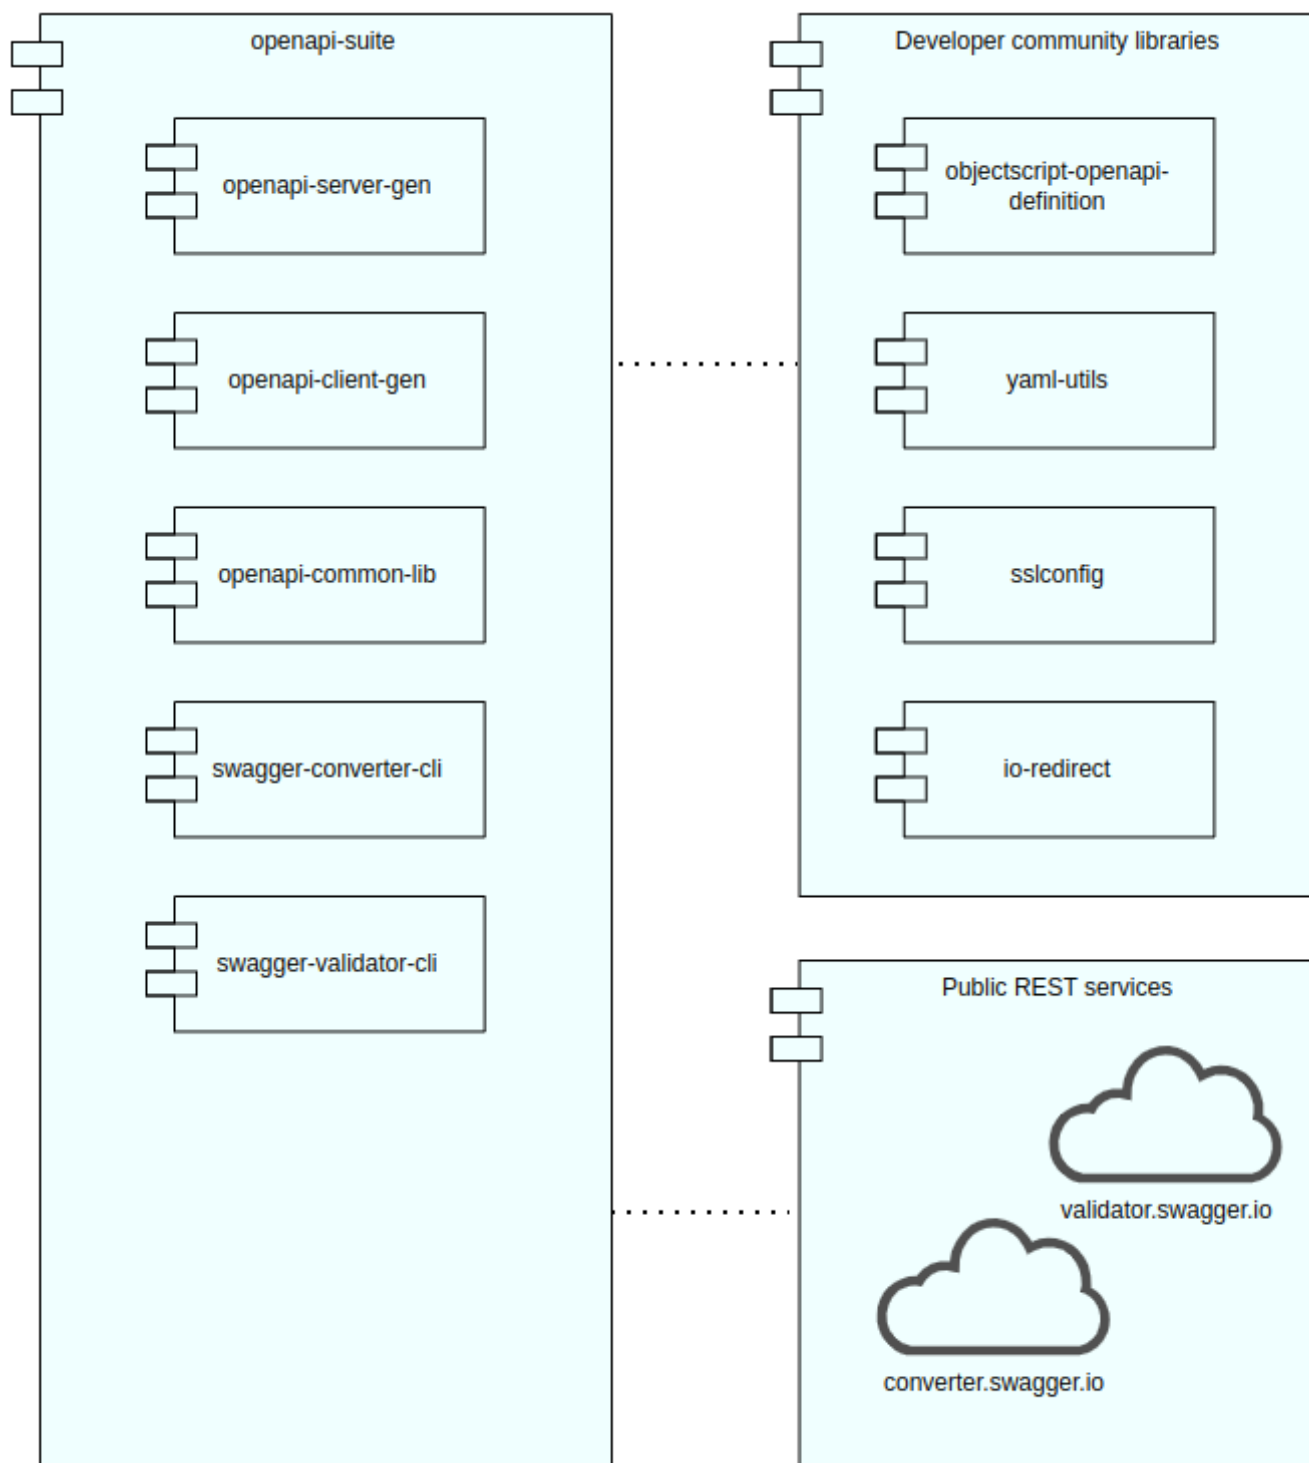 openapi-suite
openapi-server-gen
openapi-client-gen
openapi-common-lib
swagger-converter-cli
swagger-validator-cli
Developer community libraries
objectscript-openapi-
definition
yaml-utils
sslconfig
io-redirect
Public REST services
validator.swagger.io
converter.swagger.io